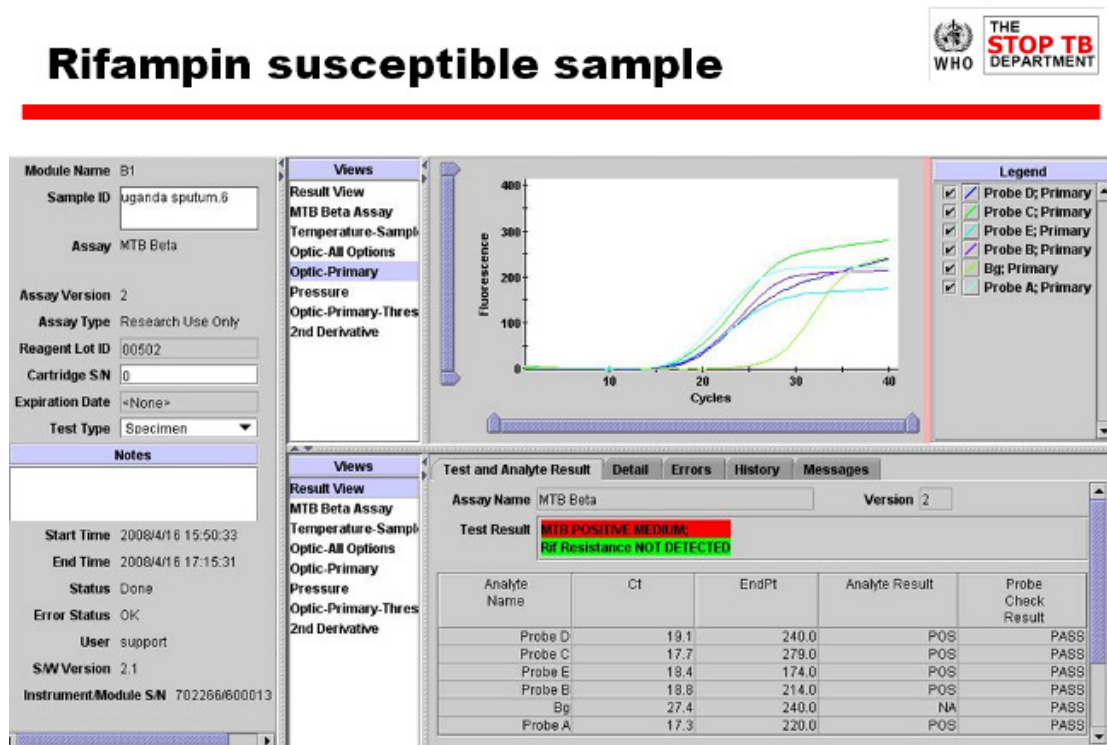 Rifampin susceptible sample
WHO
THE
STOP TB
DEPARTMENT
Module Name B1
Sample ID uganda sputum.6
Assay MTB Beta
Assay Version 2
Assay Type Research Use Only
Reagent Lot ID 00502
Cartridge S/N 0
Expiration Date <None>
Test Type Specimen
Notes
Start Time 2008/4/16 15:50:33
End Time 2008/4/16 17:15:31
Status Done
Error Status OK
User support
S/W Version 2.1
Instrument/Module S/N 702266/600013
Views
Result View
MTB Beta Assay
Temperature-Sampl
Optic-All Options
Optic-Primary
Pressure
Optic-Primary-Thres
2nd Derivative
400
300
200
100
0
10 20 30 40
Fluorescence
Cycles
Legend
Probe D; Primary
Probe C; Primary
Probe E; Primary
Probe B; Primary
Bg; Primary
Probe A; Primary
Views
Result View
MTB Beta Assay
Temperature-Sampl
Optic-All Options
Optic-Primary
Pressure
Optic-Primary-Thres
2nd Derivative
Test and Analyte Result Detail Errors History Messages
Assay Name MTB Beta Version 2
Test Result MTB POSITIVE MEDIUM;
Rif Resistance NOT DETECTED
Analyte Name Ct EndPt Analyte Result Probe Check Result
Probe D 19.1 240.0 POS PASS
Probe C 17.7 279.0 POS PASS
Probe E 18.4 174.0 POS PASS
Probe B 18.8 214.0 POS PASS
Bg 27.4 240.0 NA PASS
Probe A 17.3 220.0 POS PASS